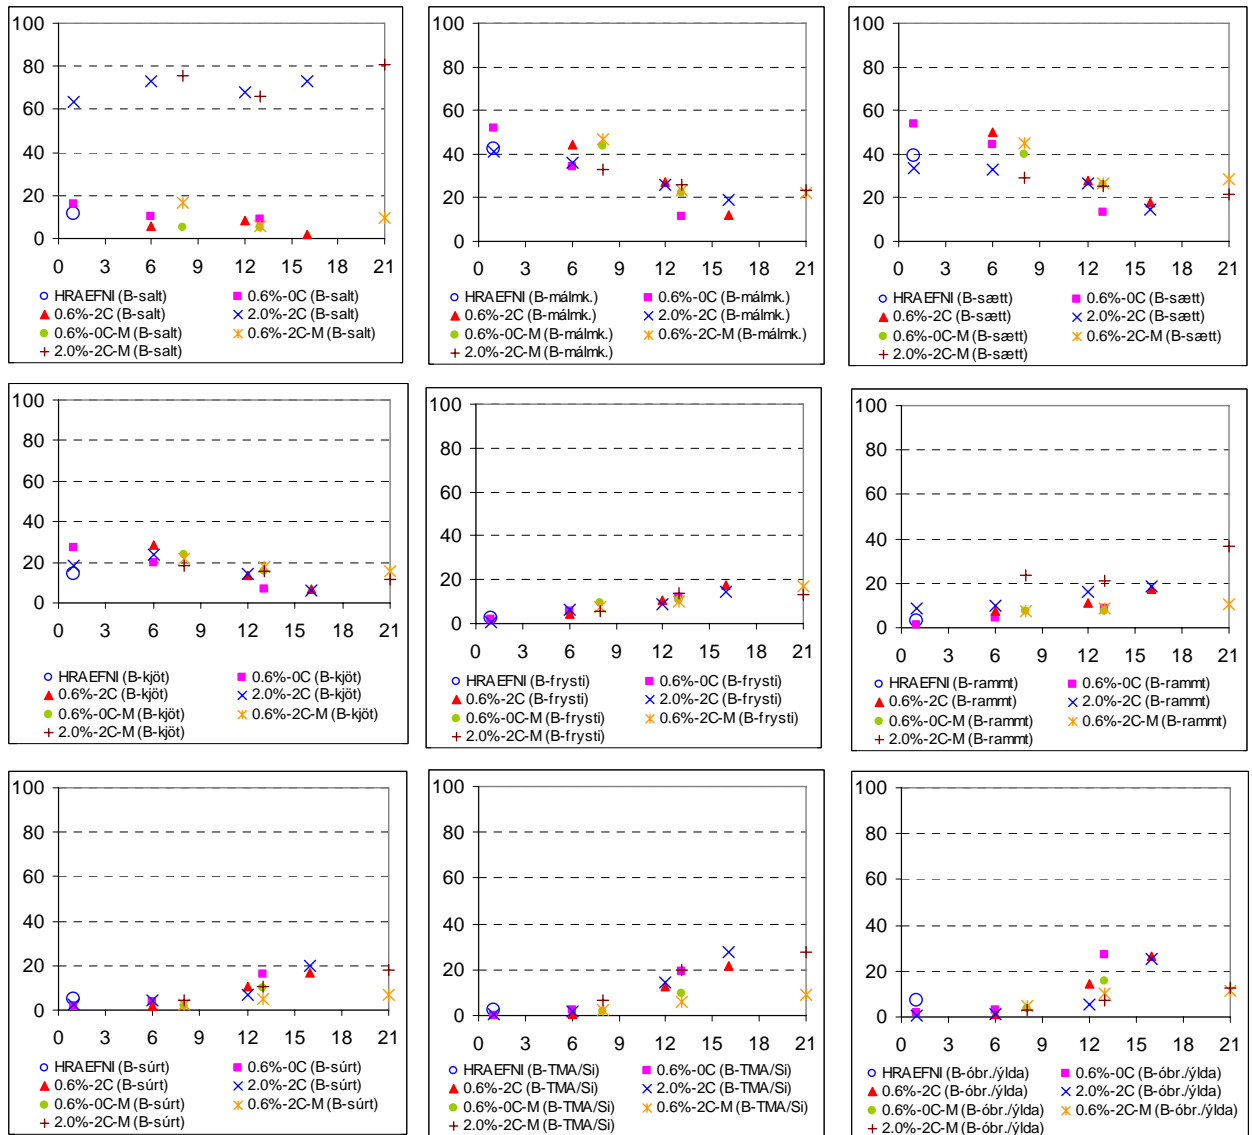 100
80
60
40
20
0
0 3 6 9 12 15 18 21
HRAEFNI (B-salt) 0.6%-0C (B-salt)
0.6%-2C (B-salt) 2.0%-2C (B-salt)
0.6%-0C-M (B-salt) 0.6%-2C-M (B-salt)
2.0%-2C-M (B-salt)
100
80
60
40
20
0
0 3 6 9 12 15 18 21
HRAEFNI (B-málmk.) 0.6%-0C (B-málmk.)
0.6%-2C (B-málmk.) 2.0%-2C (B-málmk.)
0.6%-0C-M (B-málmk.) 0.6%-2C-M (B-málmk.)
2.0%-2C-M (B-málmk.)
100
80
60
40
20
0
0 3 6 9 12 15 18 21
HRAEFNI (B-sætt) 0.6%-0C (B-sætt)
0.6%-2C (B-sætt) 2.0%-2C (B-sætt)
0.6%-0C-M (B-sætt) 0.6%-2C-M (B-sætt)
2.0%-2C-M (B-sætt)
100
80
60
40
20
0
0 3 6 9 12 15 18 21
HRAEFNI (B-kjöt) 0.6%-0C (B-kjöt)
0.6%-2C (B-kjöt) 2.0%-2C (B-kjöt)
0.6%-0C-M (B-kjöt) 0.6%-2C-M (B-kjöt)
2.0%-2C-M (B-kjöt)
100
80
60
40
20
0
0 3 6 9 12 15 18 21
HRAEFNI (B-frysti) 0.6%-0C (B-frysti)
0.6%-2C (B-frysti) 2.0%-2C (B-frysti)
0.6%-0C-M (B-frysti) 0.6%-2C-M (B-frysti)
2.0%-2C-M (B-frysti)
100
80
60
40
20
0
0 3 6 9 12 15 18 21
HRAEFNI (B-rammt) 0.6%-0C (B-rammt)
0.6%-2C (B-rammt) 2.0%-2C (B-rammt)
0.6%-0C-M (B-rammt) 0.6%-2C-M (B-rammt)
2.0%-2C-M (B-rammt)
100
80
60
40
20
0
0 3 6 9 12 15 18 21
HRAEFNI (B-súrt) 0.6%-0C (B-súrt)
0.6%-2C (B-súrt) 2.0%-2C (B-súrt)
0.6%-0C-M (B-súrt) 0.6%-2C-M (B-súrt)
2.0%-2C-M (B-súrt)
100
80
60
40
20
0
0 3 6 9 12 15 18 21
HRAEFNI (B-TMA/Si) 0.6%-0C (B-TMA/Si)
0.6%-2C (B-TMA/Si) 2.0%-2C (B-TMA/Si)
0.6%-0C-M (B-TMA/Si) 0.6%-2C-M (B-TMA/Si)
2.0%-2C-M (B-TMA/Si)
100
80
60
40
20
0
0 3 6 9 12 15 18 21
HRAEFNI (B-óbr./ýlda) 0.6%-0C (B-óbr./ýlda)
0.6%-2C (B-óbr./ýlda) 2.0%-2C (B-óbr./ýlda)
0.6%-0C-M (B-óbr./ýlda) 0.6%-2C-M (B-óbr./ýlda)
2.0%-2C-M (B-óbr./ýlda)